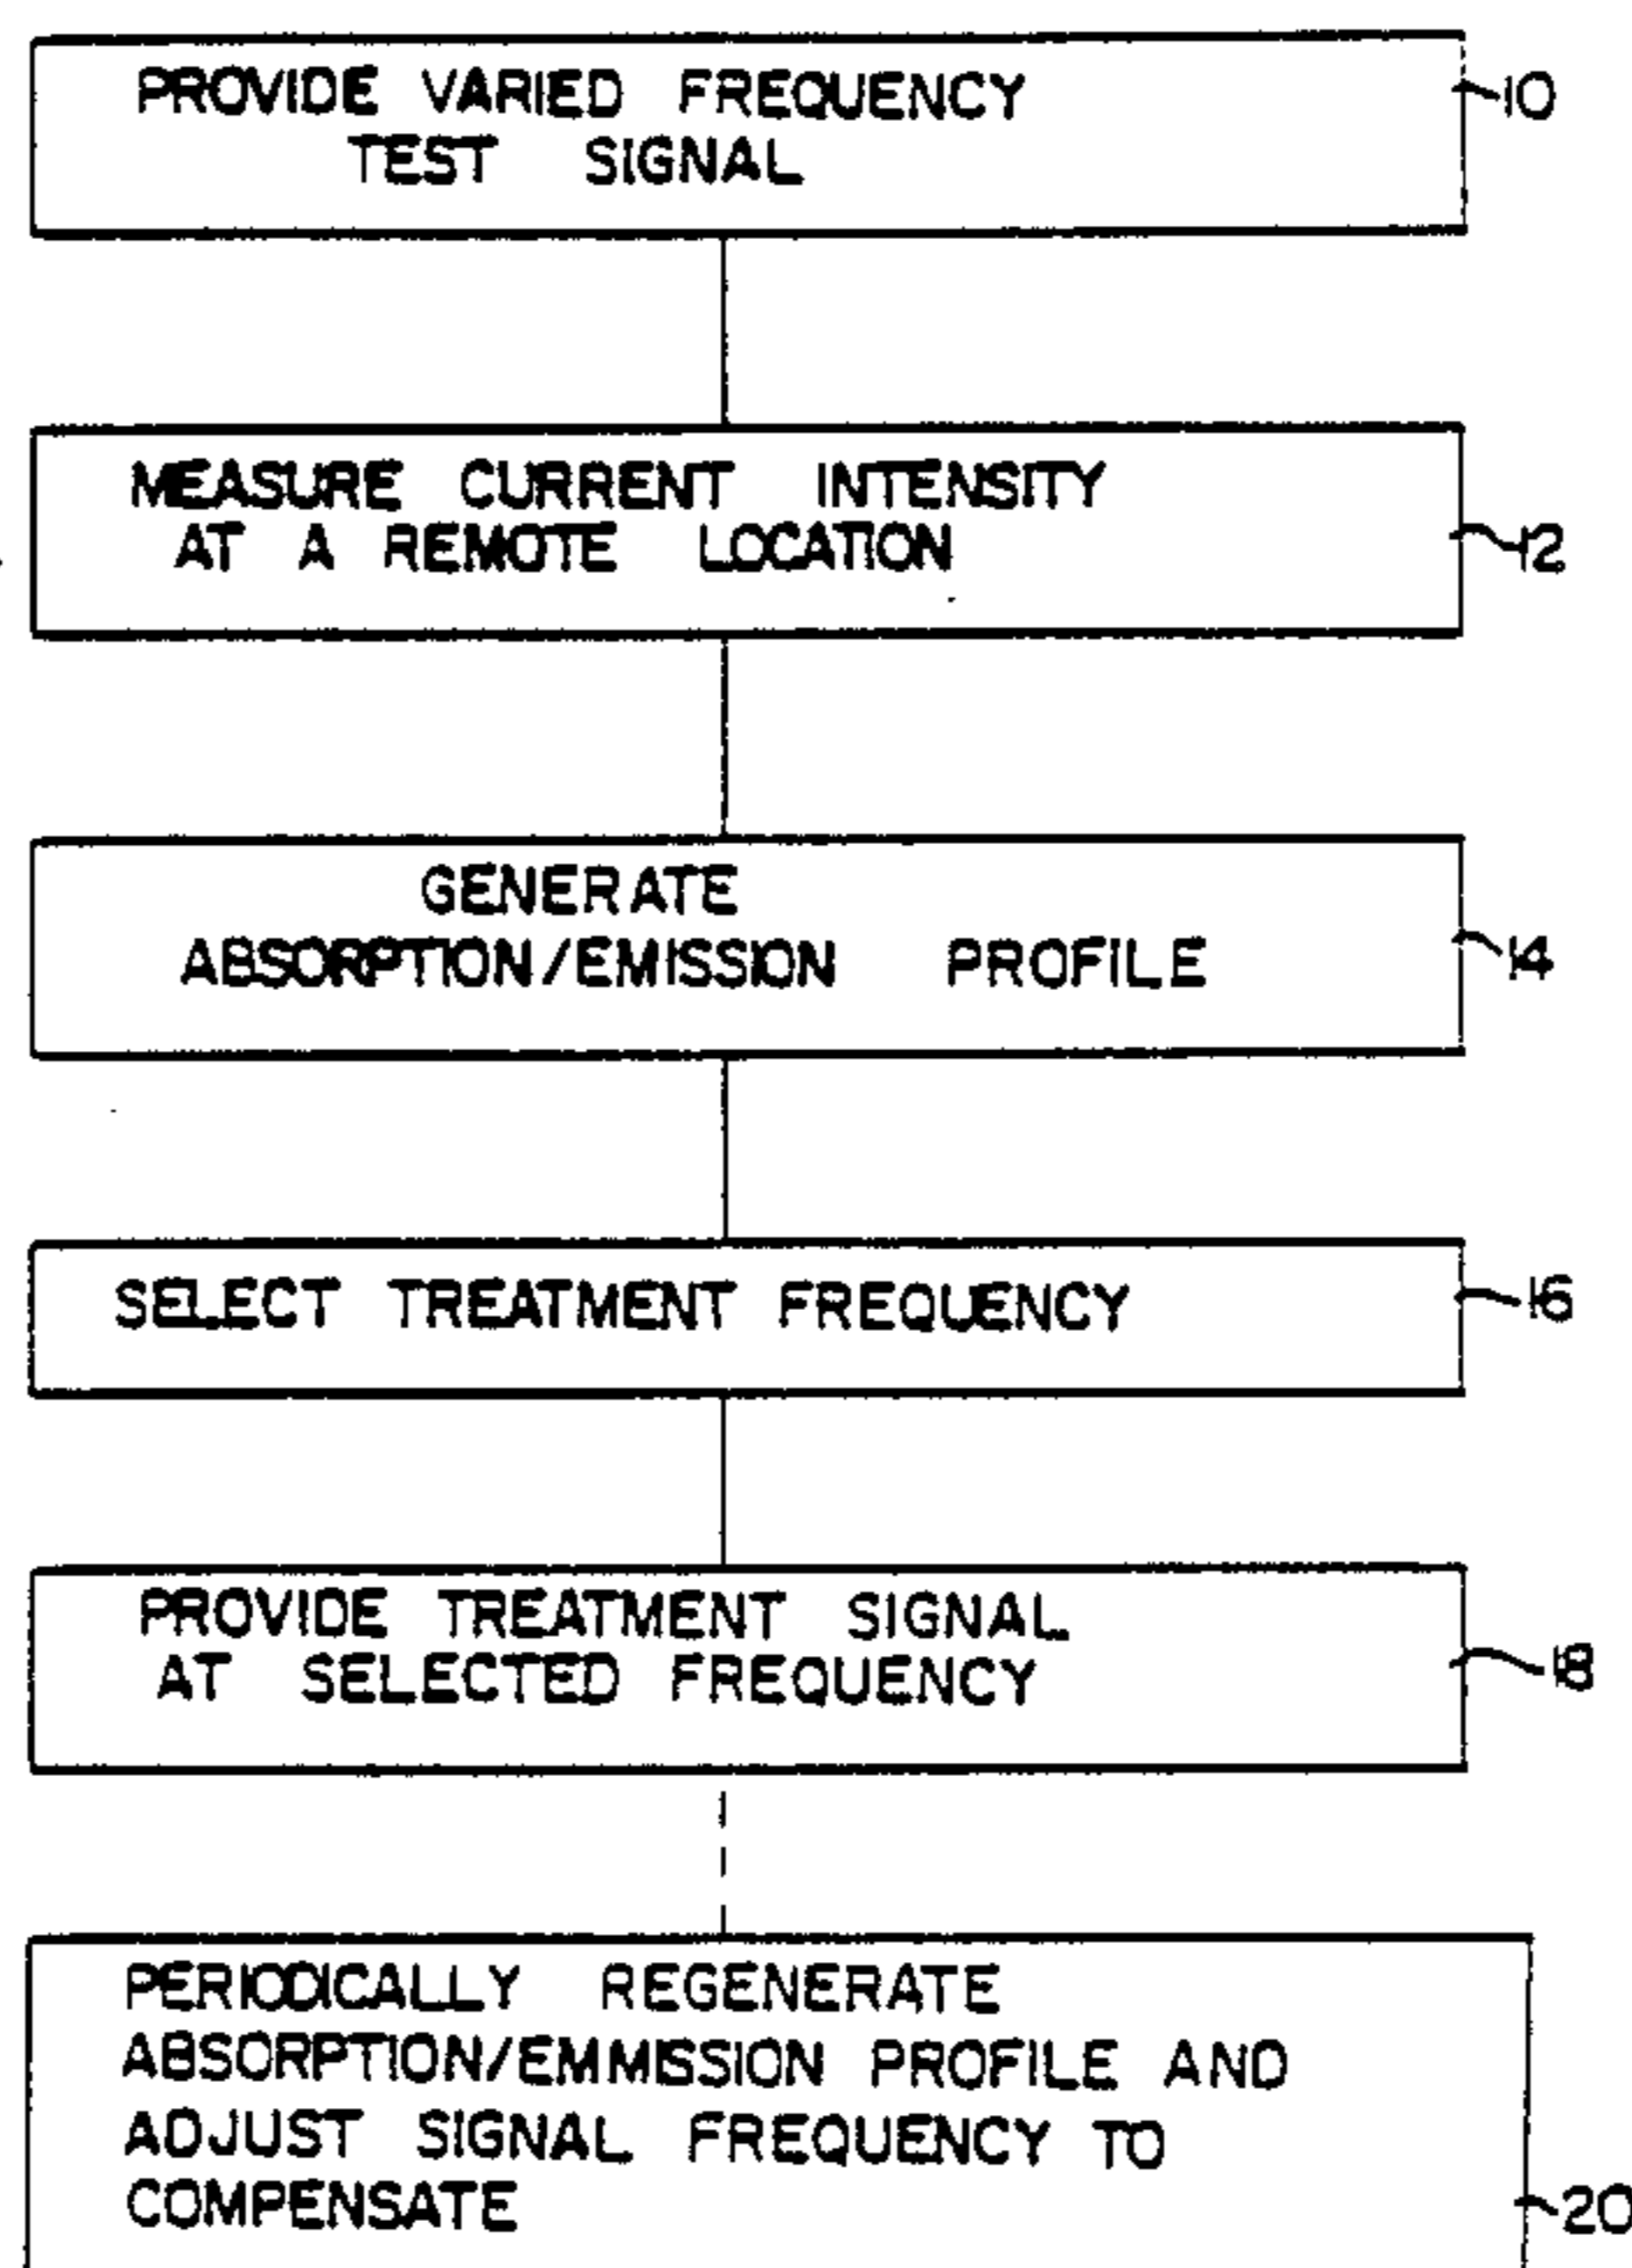 PROVIDE VARIED FREQUENCY
TEST SIGNAL
10
MEASURE CURRENT INTENSITY
AT A REMOTE LOCATION
12
GENERATE
ABSORPTION/EMISSION PROFILE
14
SELECT TREATMENT FREQUENCY
16
PROVIDE TREATMENT SIGNAL
AT SELECTED FREQUENCY
18
PERIODICALLY REGENERATE
ABSORPTION/EMMISSION PROFILE AND
ADJUST SIGNAL FREQUENCY TO
COMPENSATE
20